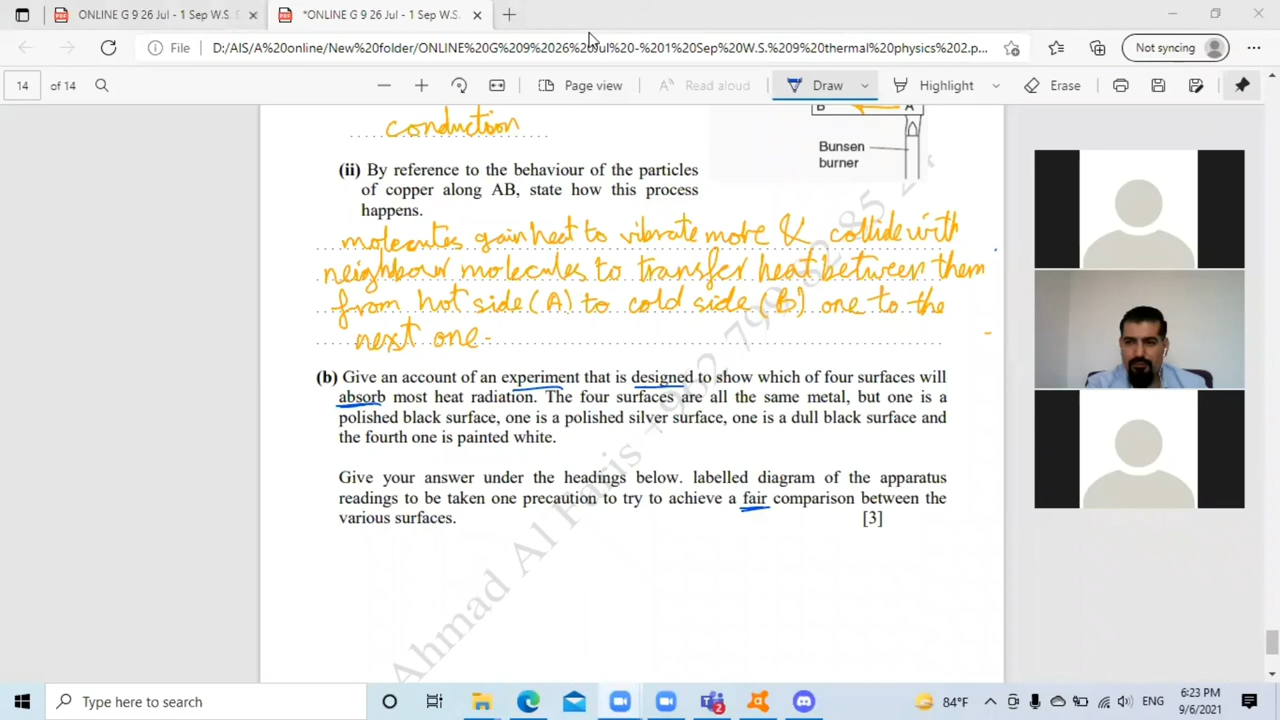 ONLINE G 9 26 Jul - 1 Sep W.S. 9
*ONLINE G 9 26 Jul - 1 Sep W.S.
File
D:/AIS/A%20online/New%20folder/ONLINE%20G%209%2026%20Jul%20-%201%20Sep%20W.S.%209%20thermal%20physics%202.p...
Not syncing
14 of 14
Page view
Read aloud
Draw
Highlight
Erase
conduction
B A
Bunsen
burner
(ii) By reference to the behaviour of the particles
of copper along AB, state how this process
happens.
molecules gain heat to vibrate more & collide with
neighbour molecules to transfer heat between them
from hot side (A) to cold side (B) one to the
next one.
(b) Give an account of an experiment that is designed to show which of four surfaces will
absorb most heat radiation. The four surfaces are all the same metal, but one is a
polished black surface, one is a polished silver surface, one is a dull black surface and
the fourth one is painted white.
Give your answer under the headings below. labelled diagram of the apparatus
readings to be taken one precaution to try to achieve a fair comparison between the
various surfaces. [3]
Ahmad Al Faris
Type here to search
2
84°F
ENG
6:23 PM
9/6/2021